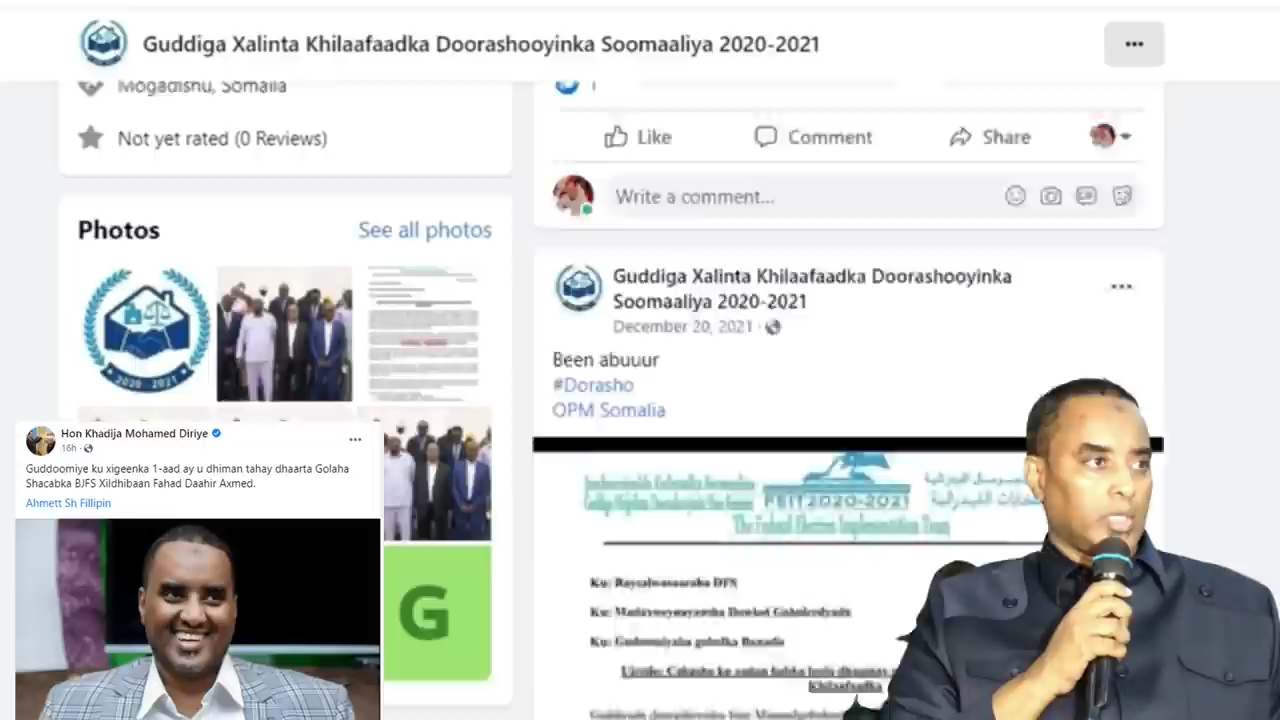 Guddiga Xalinta Khilaafaadka Doorashooyinka Soomaaliya 2020-2021
Mogadishu, Somalia
Not yet rated (0 Reviews)
Photos
See all photos
2020 2021
G
1
Like
Comment
Share
Write a comment...
Guddiga Xalinta Khilaafaadka Doorashooyinka
Soomaaliya 2020-2021
December 20, 2021
Been abuuur
#Dorasho
OPM Somalia
FEIT 2020-2021
The Federal Election Implementation Team
Hon Khadija Mohamed Diriye
16h
Guddoomiye ku xigeenka 1-aad ay u dhiman tahay dhaarta Golaha
Shacabka BJFS Xildhibaan Fahad Daahir Axmed.
Ahmett Sh Fillipin